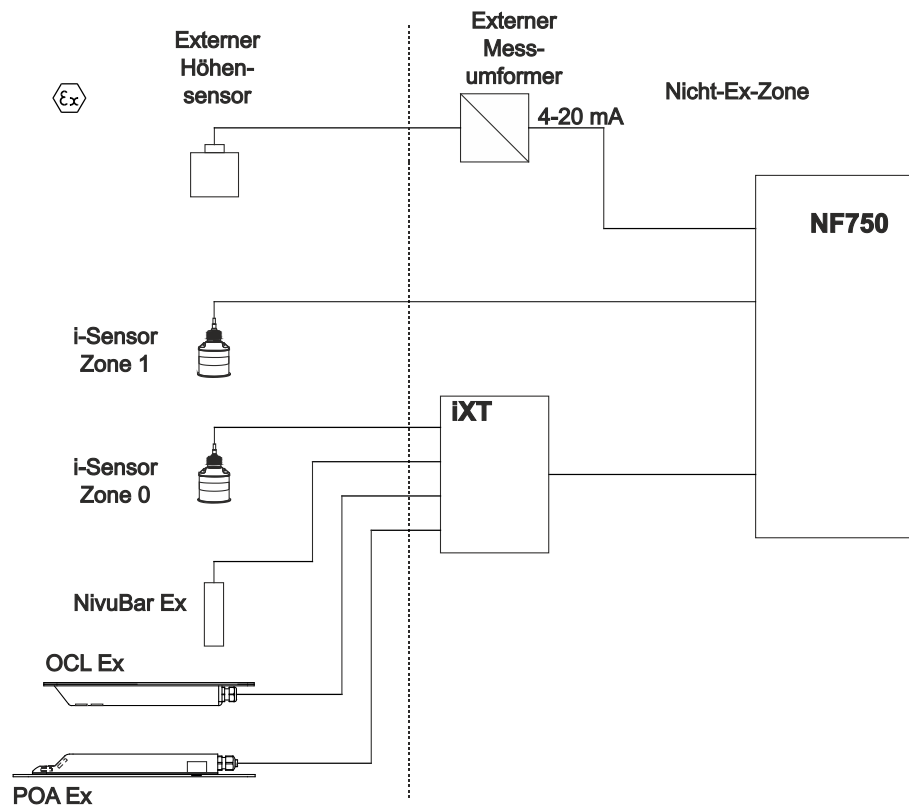 Externer
Höhen-
sensor
Externer
Mess-
umformer
Nicht-Ex-Zone
εx
4-20 mA
NF750
i-Sensor
Zone 1
iXT
i-Sensor
Zone 0
NivuBar Ex
OCL Ex
POA Ex